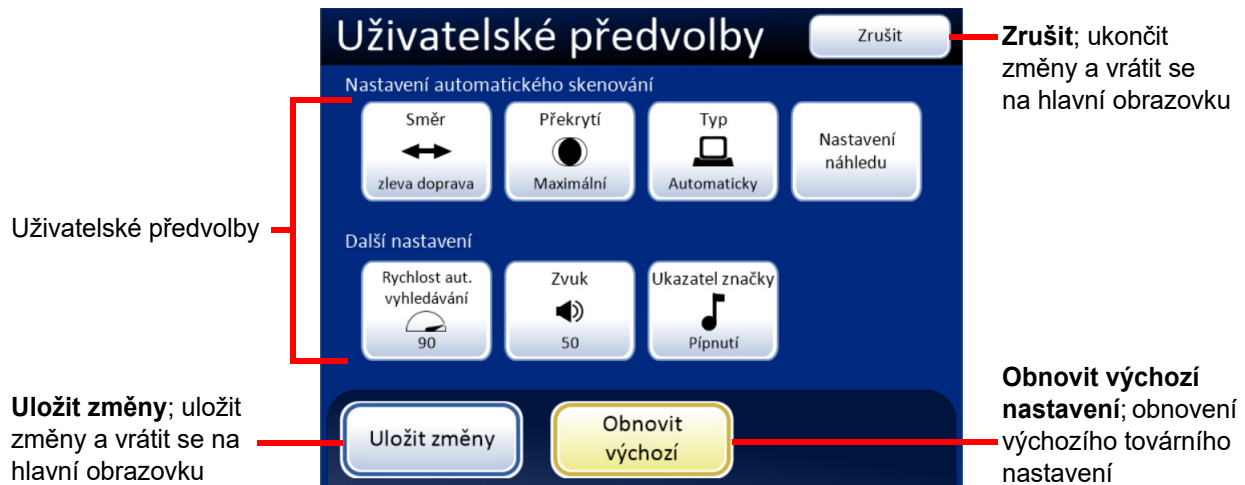 Uživatelské předvolby
Zrušit
Zrušit; ukončit
změny a vrátit se
na hlavní obrazovku
Nastavení automatického skenování
Směr
zleva doprava
Překrytí
Maximální
Typ
Automaticky
Nastavení
náhledu
Uživatelské předvolby
Další nastavení
Rychlost aut.
vyhledávání
90
Zvuk
50
Ukazatel značky
Pípnutí
Uložit změny; uložit
změny a vrátit se na
hlavní obrazovku
Uložit změny
Obnovit
výchozí
Obnovit výchozí
nastavení; obnovení
výchozího továrního
nastavení